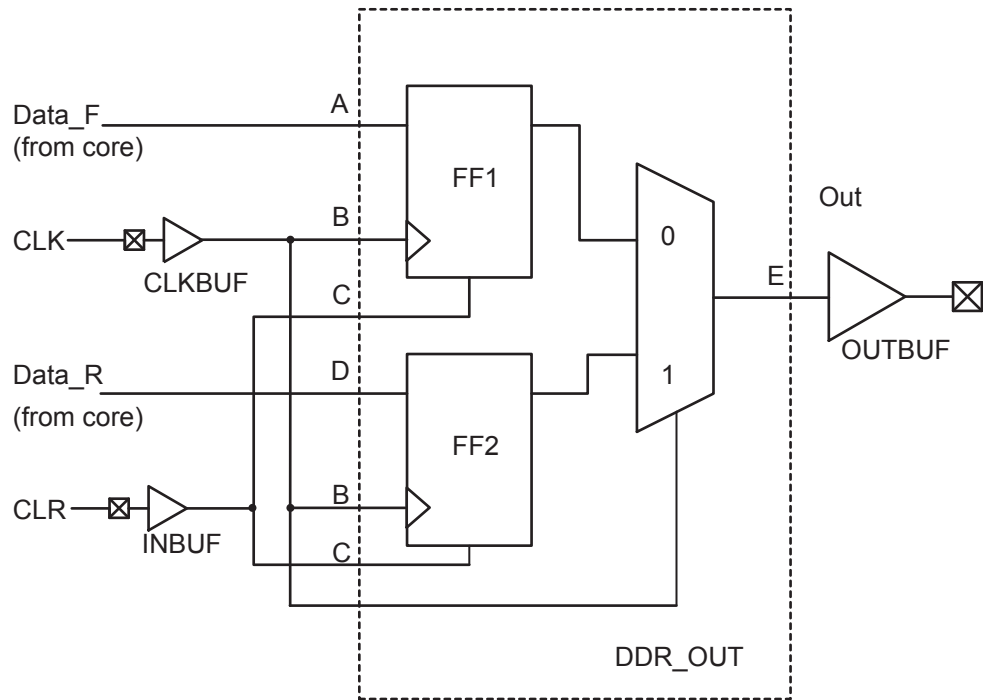 A
Data_F
(from core)
FF1
Out
B
0
CLK
CLKBUF
E
C
OUTBUF
D
Data_R
1
(from core)
FF2
B
CLR
INBUF
C
DDR_OUT